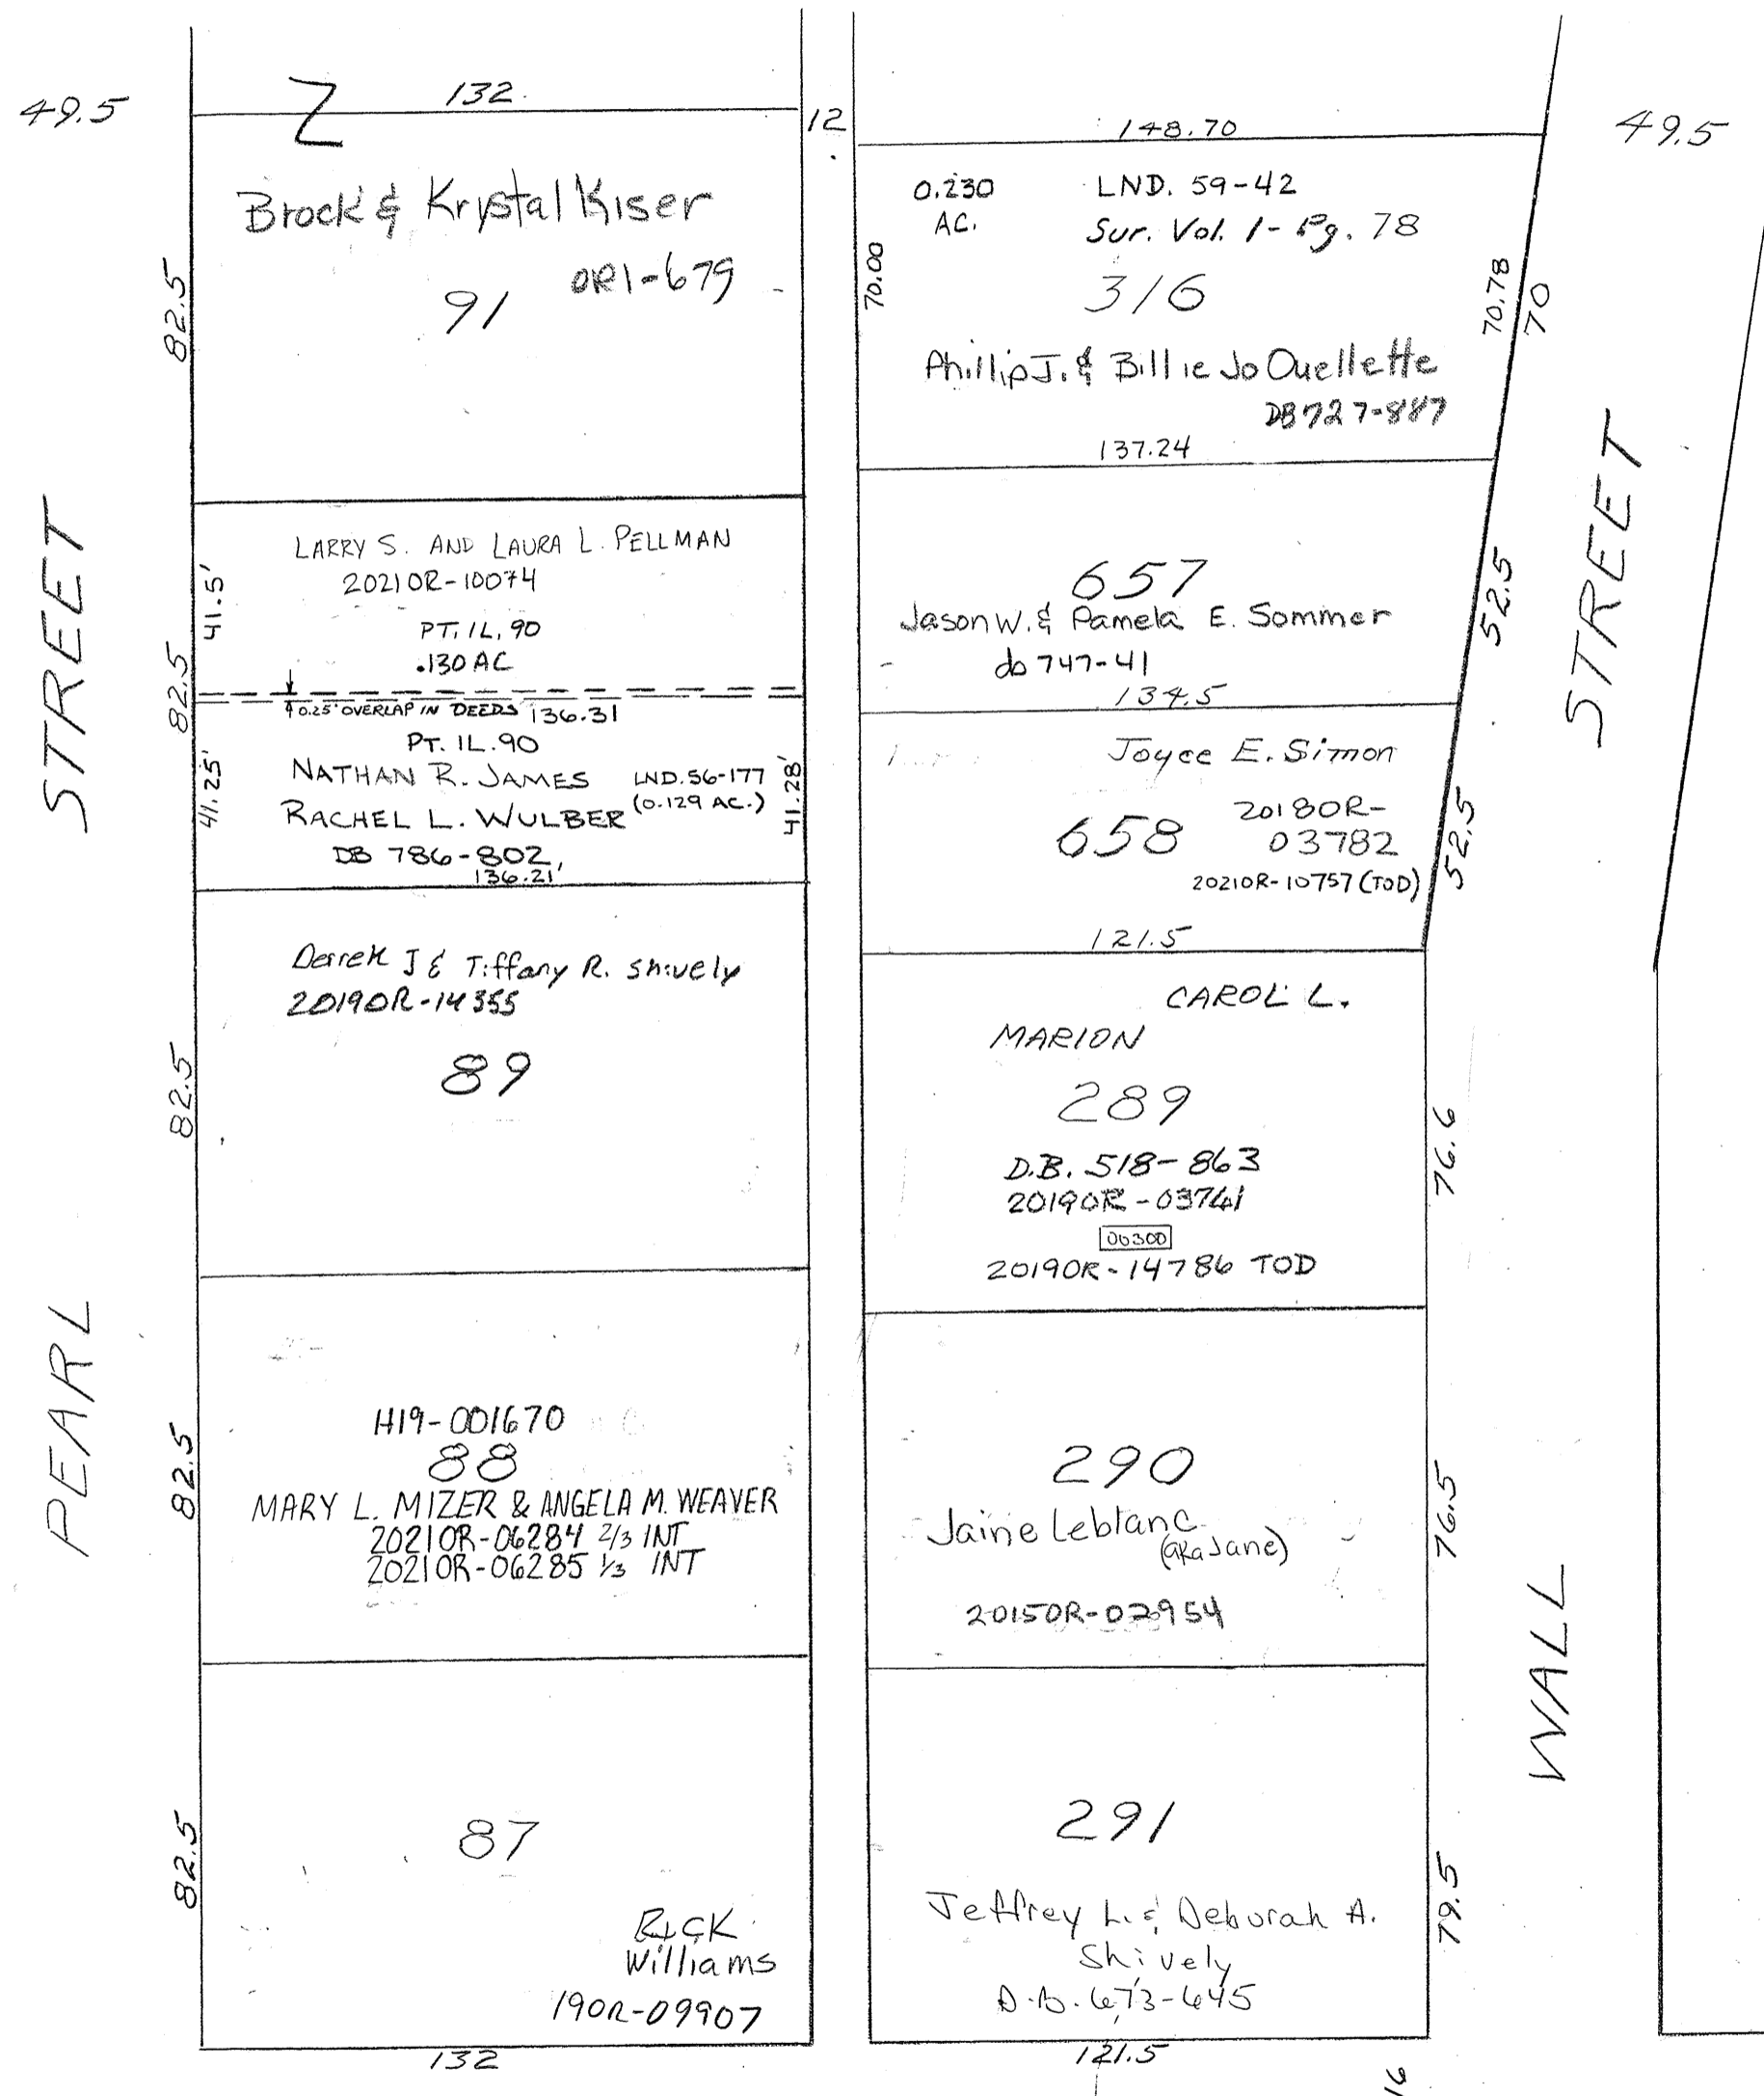 49.5
132
Z
12
148.70
49.5
Brock & Krystal Kiser
OR1-679
91
82.5
0.230
AC.
LND. 59-42
Sur. Vol. 1 - Pg. 78
316
70.00
70.78
70
Phillip J. & Billie Jo Ouellette
DB 727-887
137.24
STREET
LARRY S. AND LAURA L. PELLMAN
2021OR-10074
PT. IL. 90
.130 AC
41.5'
82.5
0.25' OVERLAP IN DEEDS 136.31
PT. IL. 90
NATHAN R. JAMES
RACHEL L. WULBER
LND. 56-177
(0.129 AC.)
DB 786-802,
136.21'
41.25'
41.28'
657
Jason W. & Pamela E. Sommer
db 747-41
134.5
52.5
STREET
Joyce E. Simon
658
2018OR-
03782
2021OR-10757 (TOD)
52.5
121.5
Derrek J & Tiffany R. Shively
2019OR-14355
89
82.5
CAROL L.
MARION
289
D.B. 518-863
2019OR-03761
06300
2019OR-14786 TOD
76.6
PEARL
H19-001670
88
MARY L. MIZER & ANGELA M. WEAVER
2021OR-06284 2/3 INT
2021OR-06285 1/3 INT
82.5
290
Jaine Leblanc
(aka Jane)
2015OR-02954
76.5
WALL
87
Rick
Williams
19OR-09907
82.5
132
291
Jeffrey L. & Deborah A.
Shively
D.B. 673-645
79.5
121.5
16